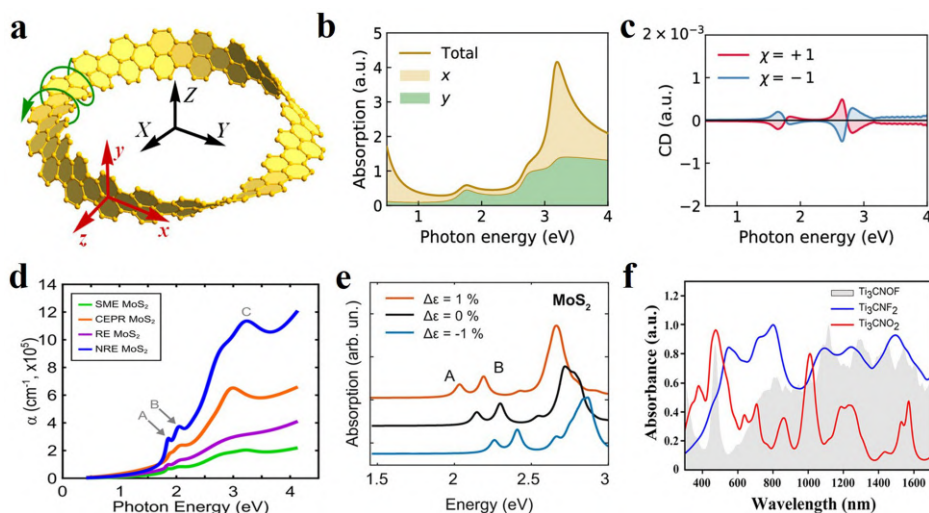 a
Z
X
Y
y
z
x
b
Total
x
y
Absorption (a.u.)
5
4
3
2
1
0
1
2
3
4
Photon energy (eV)
c
2 ×10⁻³
χ = +1
χ = −1
CD (a.u.)
1
0
−1
−2
1
2
3
4
Photon energy (eV)
d
SME MoS₂
CEPR MoS₂
RE MoS₂
NRE MoS₂
C
B
A
α (cm⁻¹, x10⁵)
14
12
10
8
6
4
2
0
0
1
2
3
4
5
Photon Energy (eV)
e
Δε = 1 %
Δε = 0 %
Δε = -1 %
MoS₂
A
B
Absorption (arb. un.)
1.5
2
2.5
3
Energy (eV)
f
Ti₃CNOF
Ti₃CNF₂
Ti₃CNO₂
Absorbance (a.u.)
1.2
1.0
0.8
0.6
0.4
0.2
0.0
400
600
800
1000
1200
1400
1600
Wavelength (nm)